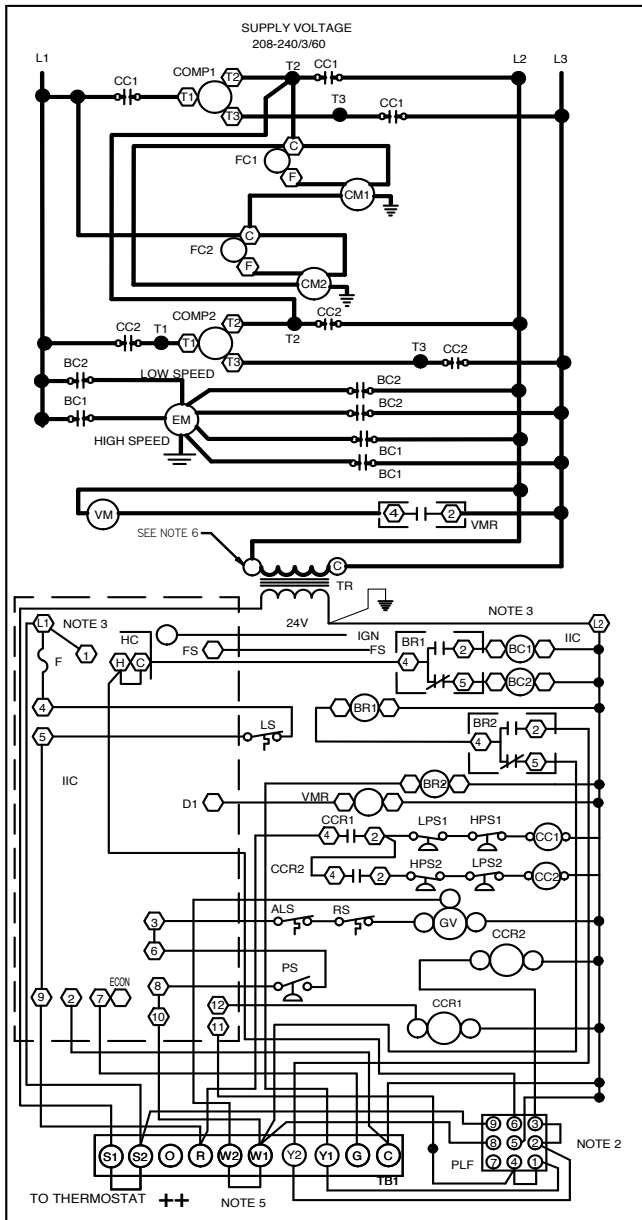 SUPPLY VOLTAGE
208-240/3/60
L1 T2 L2 L3
CC1 COMP1 T2 CC1
T1
T3 T3 CC1
C
FC1
F
CM1
C
FC2
F
CM2
COMP2
CC2 T1 T2 CC2
T1 T2
T3 T3 CC2
BC2 LOW SPEED BC2
BC1 EM BC2
HIGH SPEED
BC1
VM 4 2 VMR
SEE NOTE 6
C
TR
24V
L1 NOTE 3 NOTE 3 L2
HC IGN BR1 IIC
1 FS FS 2 BC1
F H C 4
5 BC2
4 BR1
BR2
LS 2
5 4
5
IIC
BR2
D1 VMR
CCR1
4 2 LPS1 HPS1 CC1
CCR2 4 2 HPS2 LPS2 CC2
3 ALS RS GV
6 CCR2
PS
8
ECON
9 2 7 12 CCR1
10 11
9 6 3
8 5 2 NOTE 2
7 4 1
PLF
S1 S2 O R W2 W1 Y2 Y1 G C
TB1
TO THERMOSTAT ++ NOTE 5